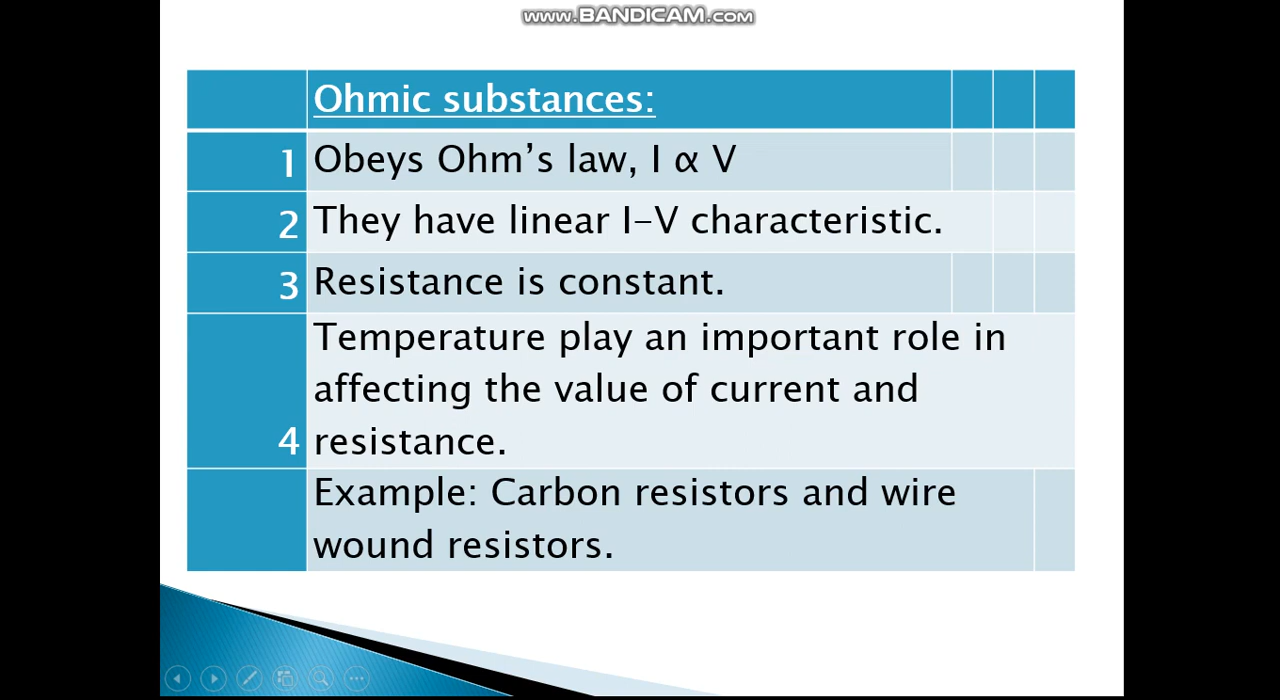 www.BANDICAM.com
Ohmic substances:
1 Obeys Ohm’s law, I α V
2 They have linear I-V characteristic.
3 Resistance is constant.
Temperature play an important role in
affecting the value of current and
4 resistance.
Example: Carbon resistors and wire
wound resistors.